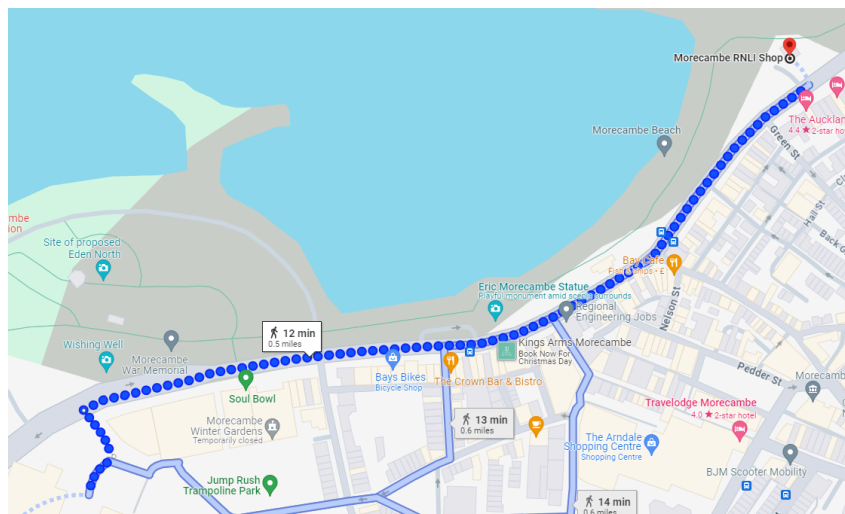 Morecambe RNLI Shop
The Auckland
4.4 ★ 2-star hotel
Morecambe Beach
Green St
Hall St
mbe
ion
Site of proposed
Eden North
Bay Cafe
Fish & Chips • £
Eric Morecambe Statue
Playful monument amid scenic surrounds
Regional
Engineering Jobs
Nelson St
12 min
0.5 miles
Wishing Well
Morecambe
War Memorial
Kings Arms Morecambe
Book Now For
Christmas Day
Bays Bikes
Bicycle Shop
The Crown Bar & Bistro
Pedder St
Soul Bowl
Travelodge Morecambe
4.0 ★ 2-star hotel
Morecamb
Morecambe
Winter Gardens
Temporarily closed
13 min
0.6 miles
The Arndale
Shopping Centre
Shopping Centre
BJM Scooter Mobility
Jump Rush
Trampoline Park
14 min
0.6 miles